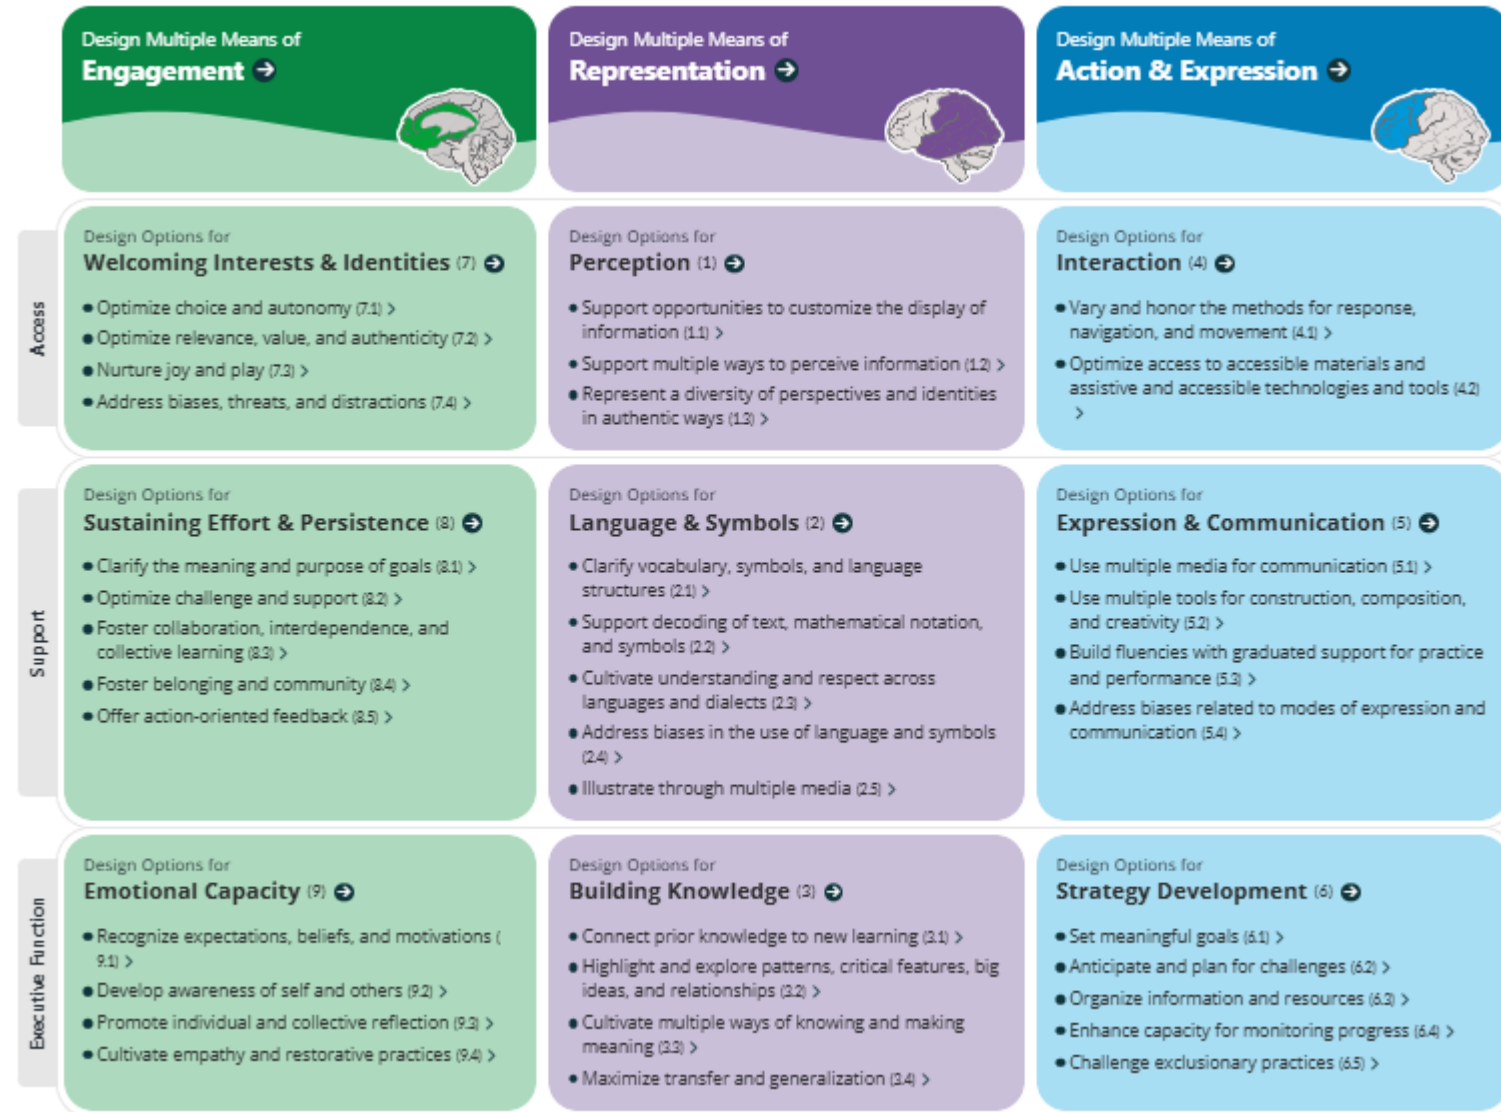 Design Multiple Means of
Engagement
Design Multiple Means of
Representation
Design Multiple Means of
Action & Expression
Access
Design Options for
Welcoming Interests & Identities (7)
• Optimize choice and autonomy (7.1) >
• Optimize relevance, value, and authenticity (7.2) >
• Nurture joy and play (7.3) >
• Address biases, threats, and distractions (7.4) >
Design Options for
Perception (1)
• Support opportunities to customize the display of
information (1.1) >
• Support multiple ways to perceive information (1.2) >
• Represent a diversity of perspectives and identities
in authentic ways (1.3) >
Design Options for
Interaction (4)
• Vary and honor the methods for response,
navigation, and movement (4.1) >
• Optimize access to accessible materials and
assistive and accessible technologies and tools (4.2)
>
Support
Design Options for
Sustaining Effort & Persistence (8)
• Clarify the meaning and purpose of goals (8.1) >
• Optimize challenge and support (8.2) >
• Foster collaboration, interdependence, and
collective learning (8.3) >
• Foster belonging and community (8.4) >
• Offer action-oriented feedback (8.5) >
Design Options for
Language & Symbols (2)
• Clarify vocabulary, symbols, and language
structures (2.1) >
• Support decoding of text, mathematical notation,
and symbols (2.2) >
• Cultivate understanding and respect across
languages and dialects (2.3) >
• Address biases in the use of language and symbols
(2.4) >
• Illustrate through multiple media (2.5) >
Design Options for
Expression & Communication (5)
• Use multiple media for communication (5.1) >
• Use multiple tools for construction, composition,
and creativity (5.2) >
• Build fluencies with graduated support for practice
and performance (5.3) >
• Address biases related to modes of expression and
communication (5.4) >
Executive Function
Design Options for
Emotional Capacity (9)
• Recognize expectations, beliefs, and motivations (
9.1) >
• Develop awareness of self and others (9.2) >
• Promote individual and collective reflection (9.3) >
• Cultivate empathy and restorative practices (9.4) >
Design Options for
Building Knowledge (3)
• Connect prior knowledge to new learning (3.1) >
• Highlight and explore patterns, critical features, big
ideas, and relationships (3.2) >
• Cultivate multiple ways of knowing and making
meaning (3.3) >
• Maximize transfer and generalization (3.4) >
Design Options for
Strategy Development (6)
• Set meaningful goals (6.1) >
• Anticipate and plan for challenges (6.2) >
• Organize information and resources (6.3) >
• Enhance capacity for monitoring progress (6.4) >
• Challenge exclusionary practices (6.5) >